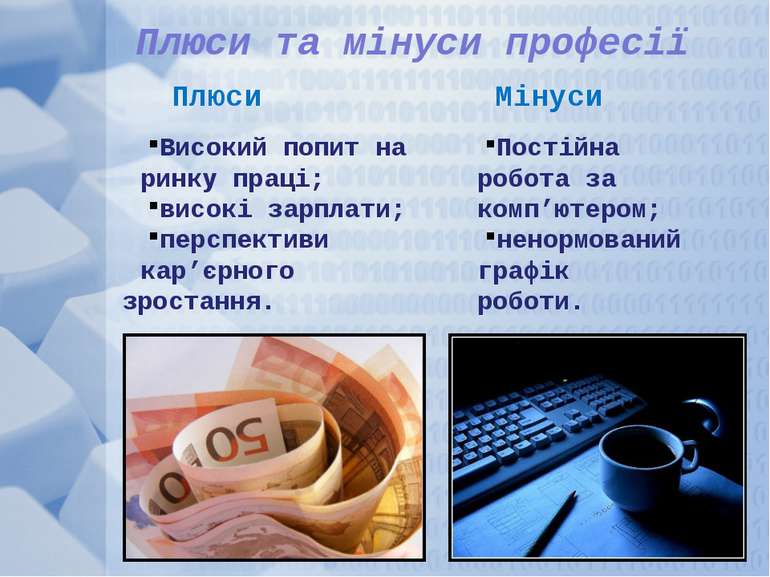 Плюси та мінуси професії
Плюси
Високий попит на
ринку праці;
високі зарплати;
перспективи
кар’єрного
зростання.
Мінуси
Постійна
робота за
комп’ютером;
ненормований
графік
роботи.
50